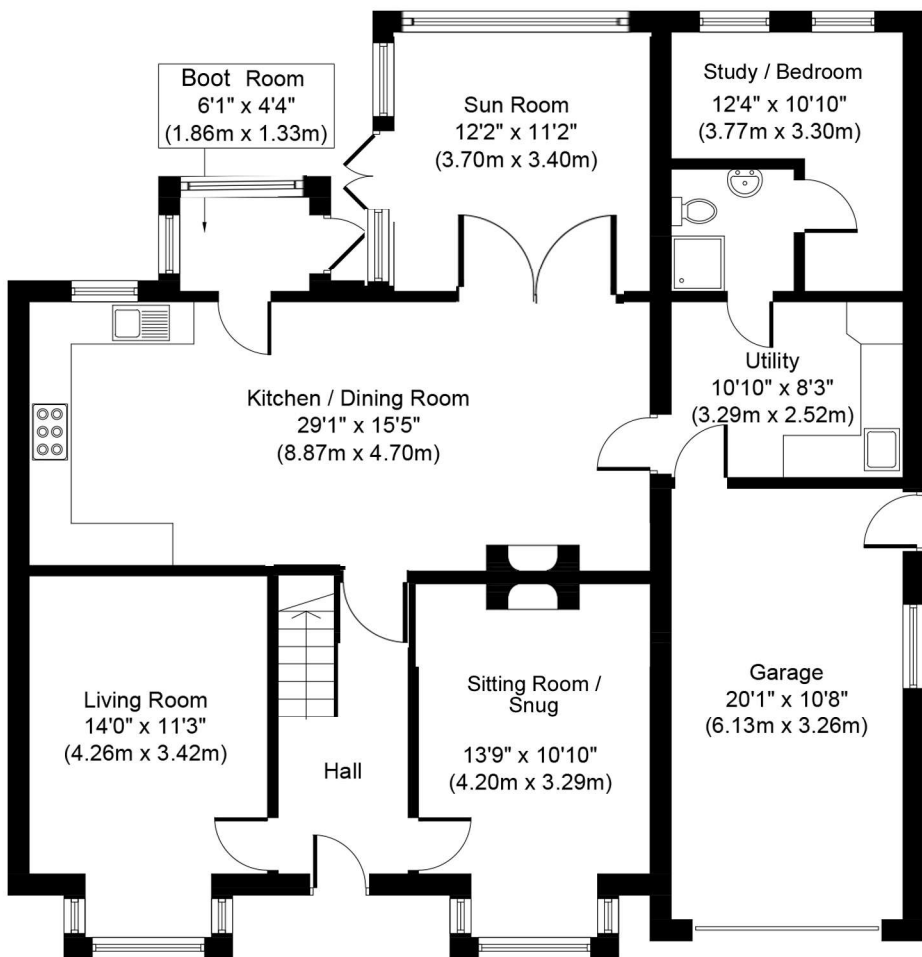 Boot Room
6'1" x 4'4"
(1.86m x 1.33m)
Sun Room
12'2" x 11'2"
(3.70m x 3.40m)
Study / Bedroom
12'4" x 10'10"
(3.77m x 3.30m)
Kitchen / Dining Room
29'1" x 15'5"
(8.87m x 4.70m)
Utility
10'10" x 8'3"
(3.29m x 2.52m)
Living Room
14'0" x 11'3"
(4.26m x 3.42m)
Hall
Sitting Room /
Snug
13'9" x 10'10"
(4.20m x 3.29m)
Garage
20'1" x 10'8"
(6.13m x 3.26m)